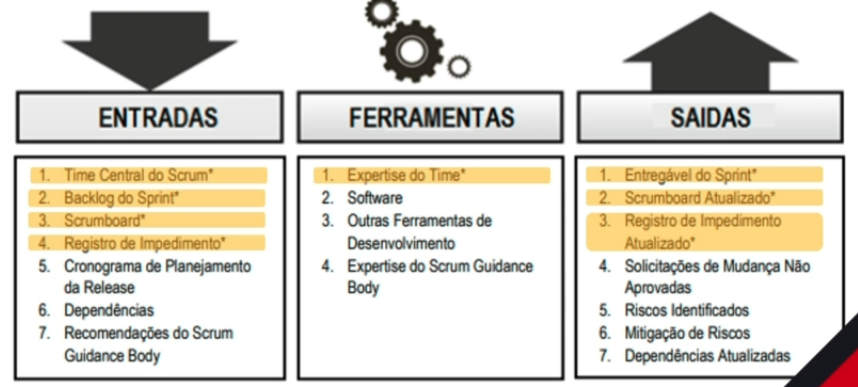 ENTRADAS
1. Time Central do Scrum*
2. Backlog do Sprint*
3. Scrumboard*
4. Registro de Impedimento*
5. Cronograma de Planejamento
da Release
6. Dependências
7. Recomendações do Scrum
Guidance Body
FERRAMENTAS
1. Expertise do Time*
2. Software
3. Outras Ferramentas de
Desenvolvimento
4. Expertise do Scrum Guidance
Body
SAIDAS
1. Entregável do Sprint*
2. Scrumboard Atualizado*
3. Registro de Impedimento
Atualizado*
4. Solicitações de Mudança Não
Aprovadas
5. Riscos Identificados
6. Mitigação de Riscos
7. Dependências Atualizadas